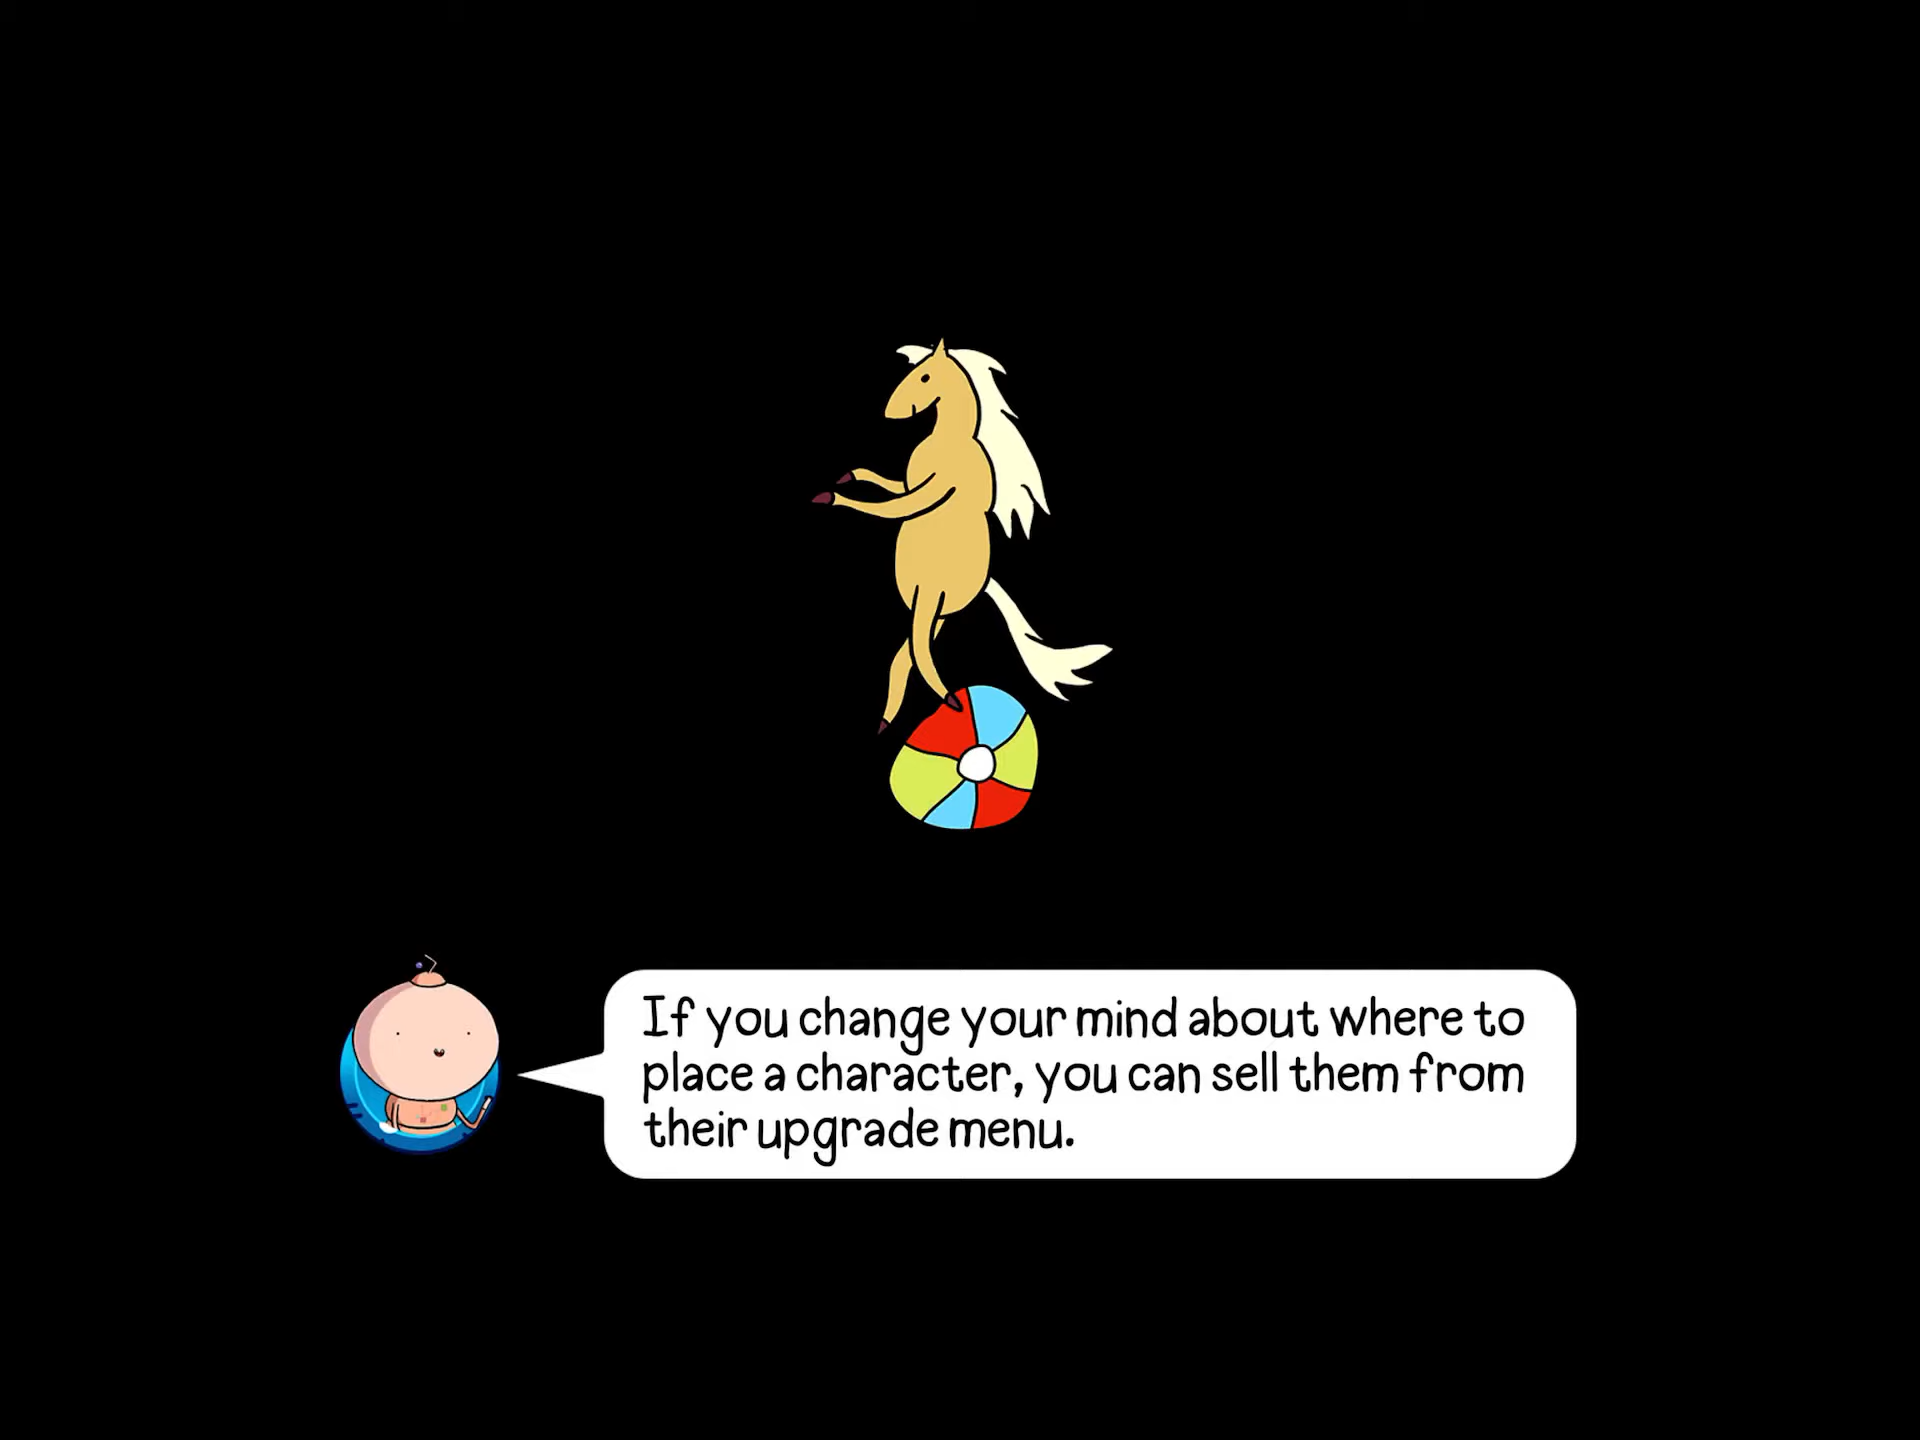 If you change your mind about where to
place a character, you can sell them from
their upgrade menu.